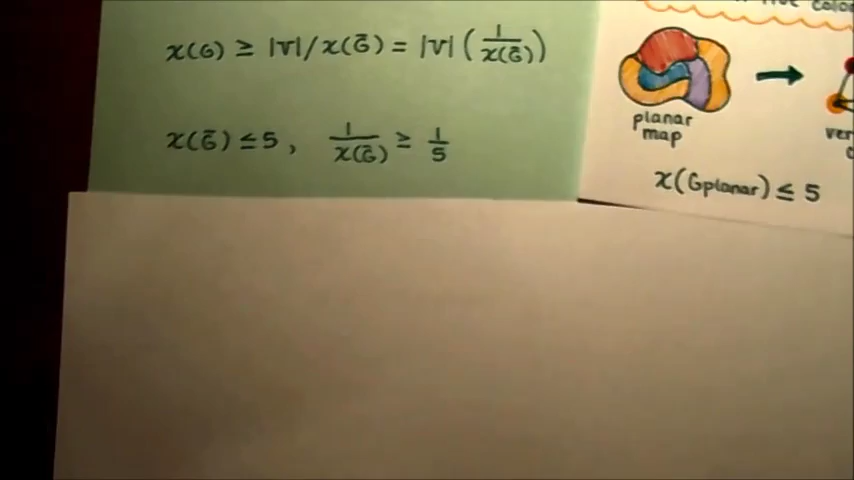 χ(G) ≥ |V| / χ(G̅) = |V| ( 1/χ(G̅) )
χ(G̅) ≤ 5, 1/χ(G̅) ≥ 1/5
planar
map
χ(Gplanar) ≤ 5